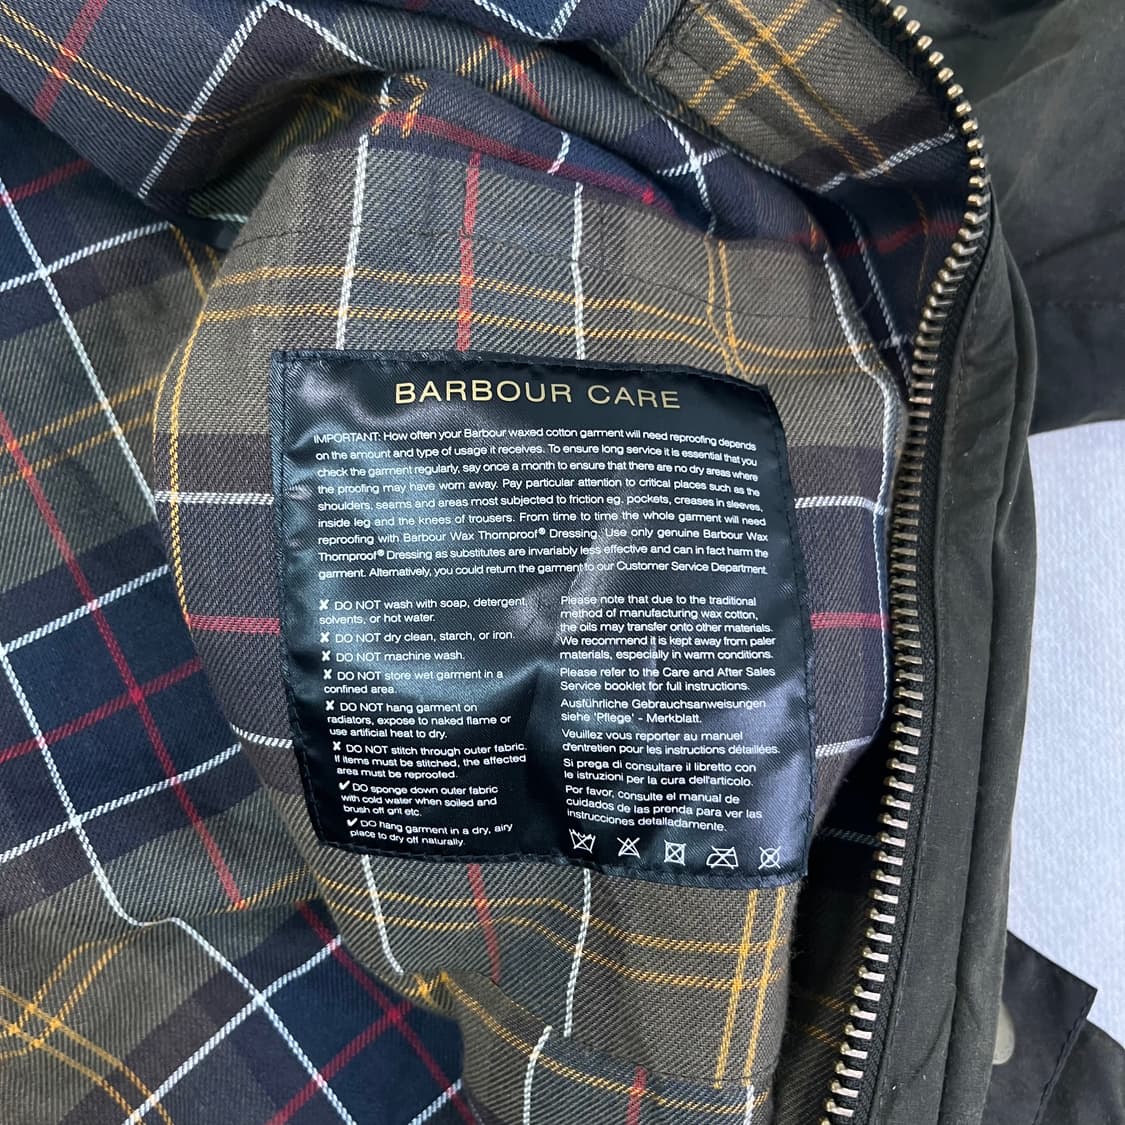 BARBOUR CARE
IMPORTANT: How often your Barbour waxed cotton garment will need reproofing depends
on the amount and type of usage it receives. To ensure long service it is essential that you
check the garment regularly, say once a month to ensure that there are no dry areas where
the proofing may have worn away. Pay particular attention to critical places such as the
shoulders, seams and areas most subjected to friction eg. pockets, creases in sleeves,
inside leg and the knees of trousers. From time to time the whole garment will need
reproofing with Barbour Wax Thornproof® Dressing. Use only genuine Barbour Wax
Thornproof® Dressing as substitutes are invariably less effective and can in fact harm the
garment. Alternatively, you could return the garment to our Customer Service Department.
✘ DO NOT wash with soap, detergent,
solvents, or hot water.
✘ DO NOT dry clean, starch, or iron.
✘ DO NOT machine wash.
✘ DO NOT store wet garment in a
confined area.
✘ DO NOT hang garment on
radiators, expose to naked flame or
use artificial heat to dry.
✘ DO NOT stitch through outer fabric.
If items must be stitched, the affected
area must be reproofed.
✔ DO sponge down outer fabric
with cold water when soiled and
brush off grit etc.
✔ DO hang garment in a dry, airy
place to dry off naturally.
Please note that due to the traditional
method of manufacturing wax cotton,
the oils may transfer onto other materials.
We recommend it is kept away from paler
materials, especially in warm conditions.
Please refer to the Care and After Sales
Service booklet for full instructions.
Ausführliche Gebrauchsanweisungen
siehe 'Pflege' - Merkblatt.
Veuillez vous reporter au manuel
d'entretien pour les instructions détaillées.
Si prega di consultare il libretto con
le istruzioni per la cura dell'articolo.
Por favor, consulte el manual de
cuidados de las prenda para ver las
instrucciones detalladamente.